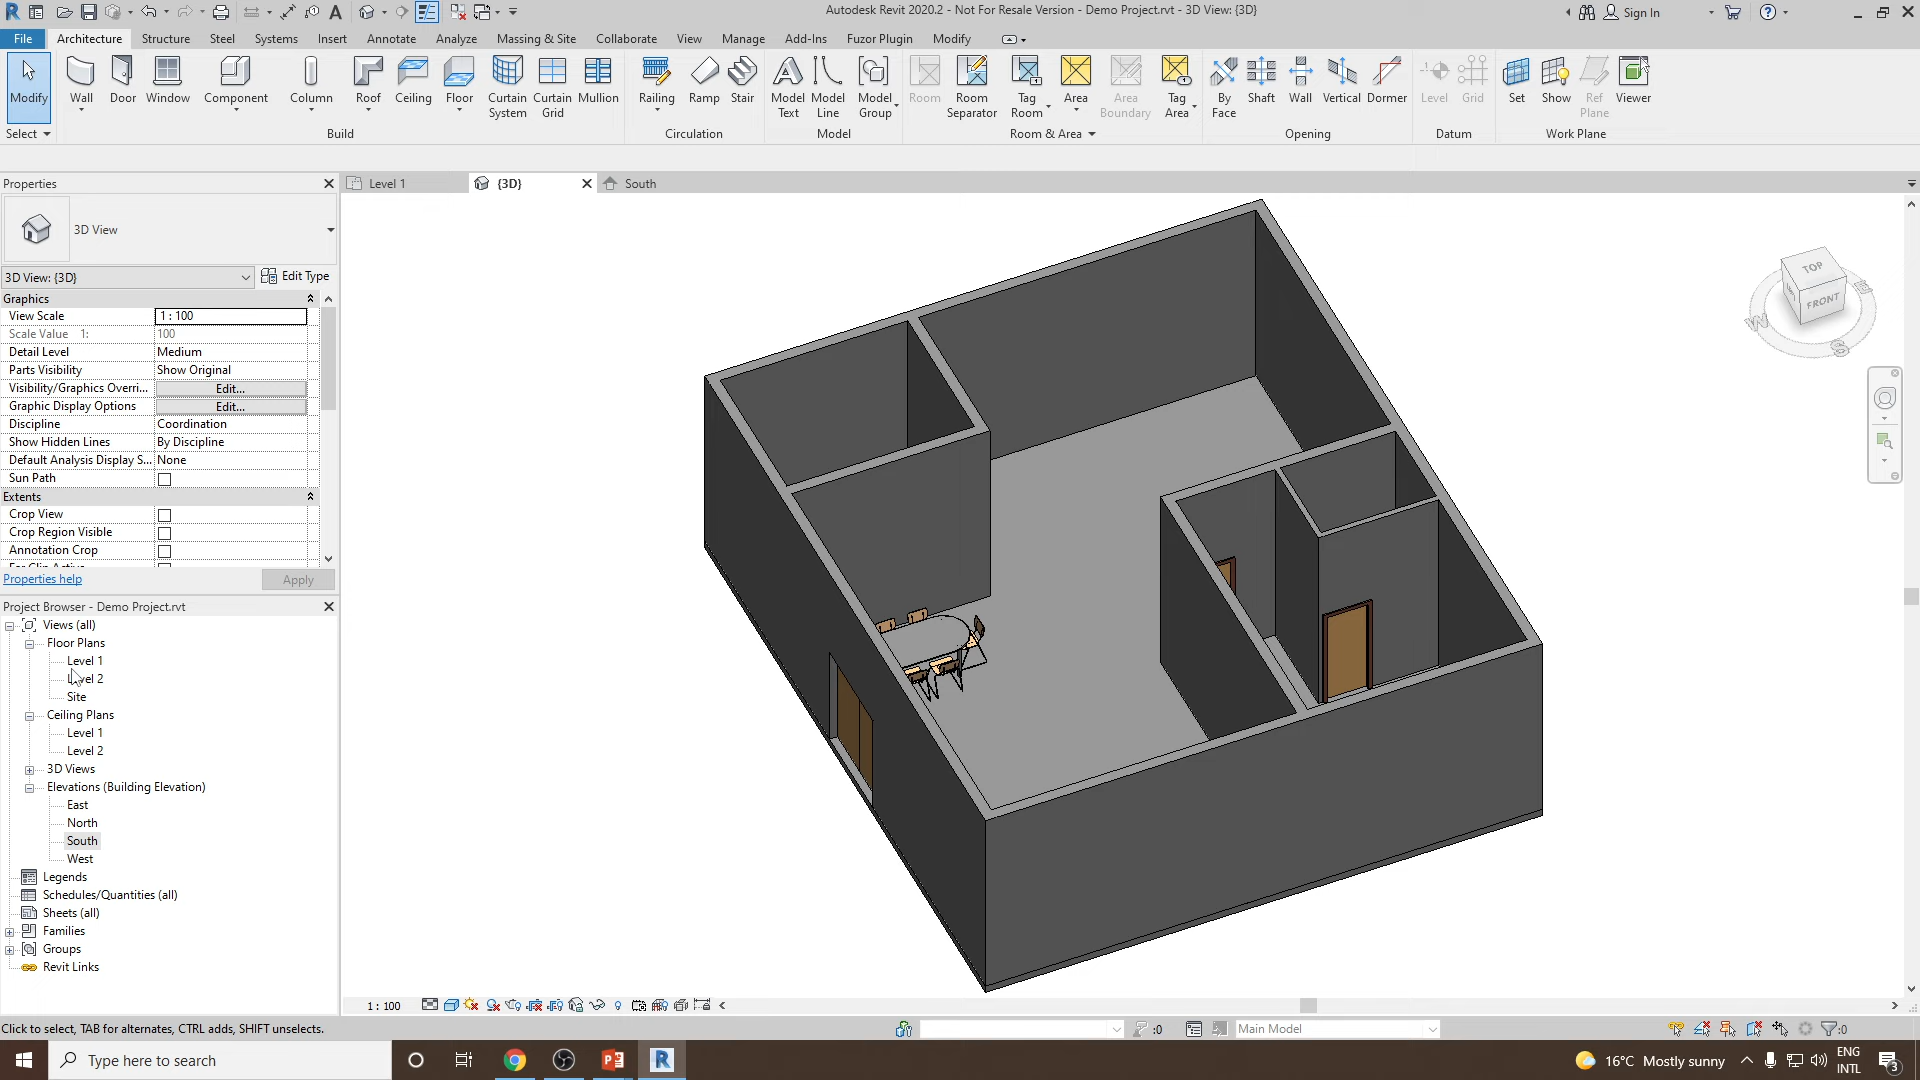 Autodesk Revit 2020.2 - Not For Resale Version - Demo Project.rvt - 3D View: {3D}
Sign In
File Architecture Structure Steel Systems Insert Annotate Analyze Massing & Site Collaborate View Manage Add-Ins Fuzor Plugin Modify
Modify Wall Door Window Component Column Roof Ceiling Floor Curtain System Curtain Grid Mullion Railing Ramp Stair Model Text Model Line Model Group Room Room Separator Tag Room Area Area Boundary Tag Area By Face Shaft Wall Vertical Dormer Level Grid Set Show Ref Plane Viewer
Select Build Circulation Model Room & Area Opening Datum Work Plane
Properties
Level 1 {3D} South
3D View
3D View: {3D} Edit Type
Graphics
View Scale 1 : 100
Scale Value 1: 100
Detail Level Medium
Parts Visibility Show Original
Visibility/Graphics Overri... Edit...
Graphic Display Options Edit...
Discipline Coordination
Show Hidden Lines By Discipline
Default Analysis Display S... None
Sun Path
Extents
Crop View
Crop Region Visible
Annotation Crop
Properties help Apply
Project Browser - Demo Project.rvt
Views (all)
Floor Plans
Level 1
Level 2
Site
Ceiling Plans
Level 1
Level 2
3D Views
Elevations (Building Elevation)
East
North
South
West
Legends
Schedules/Quantities (all)
Sheets (all)
Families
Groups
Revit Links
TOP
FRONT
W
S
E
1 : 100
Click to select, TAB for alternates, CTRL adds, SHIFT unselects.
:0
Main Model
:0
Type here to search
16°C Mostly sunny
ENG
INTL
3